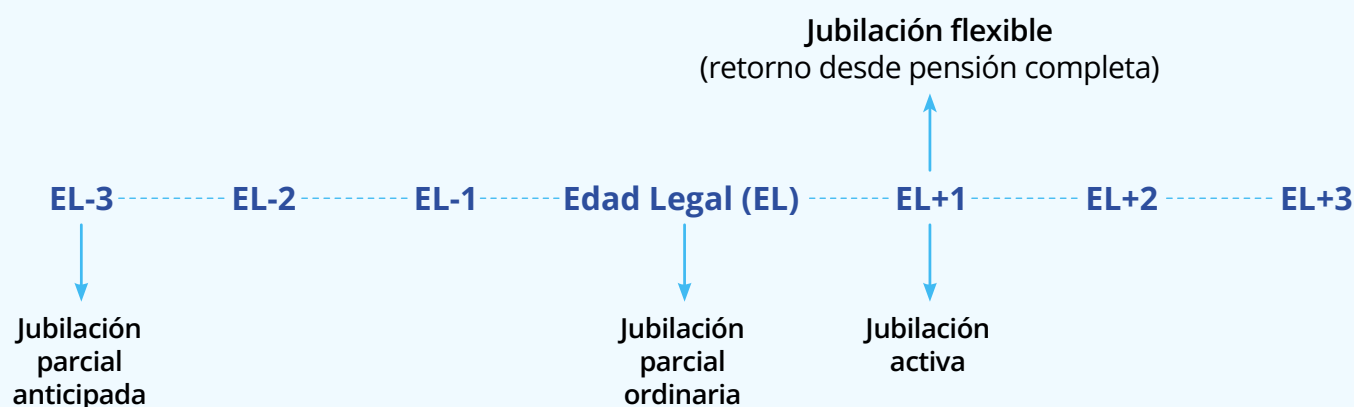 Jubilación flexible
(retorno desde pensión completa)
EL-3 EL-2 EL-1 Edad Legal (EL) EL+1 EL+2 EL+3
Jubilación
parcial
anticipada
Jubilación
parcial
ordinaria
Jubilación
activa